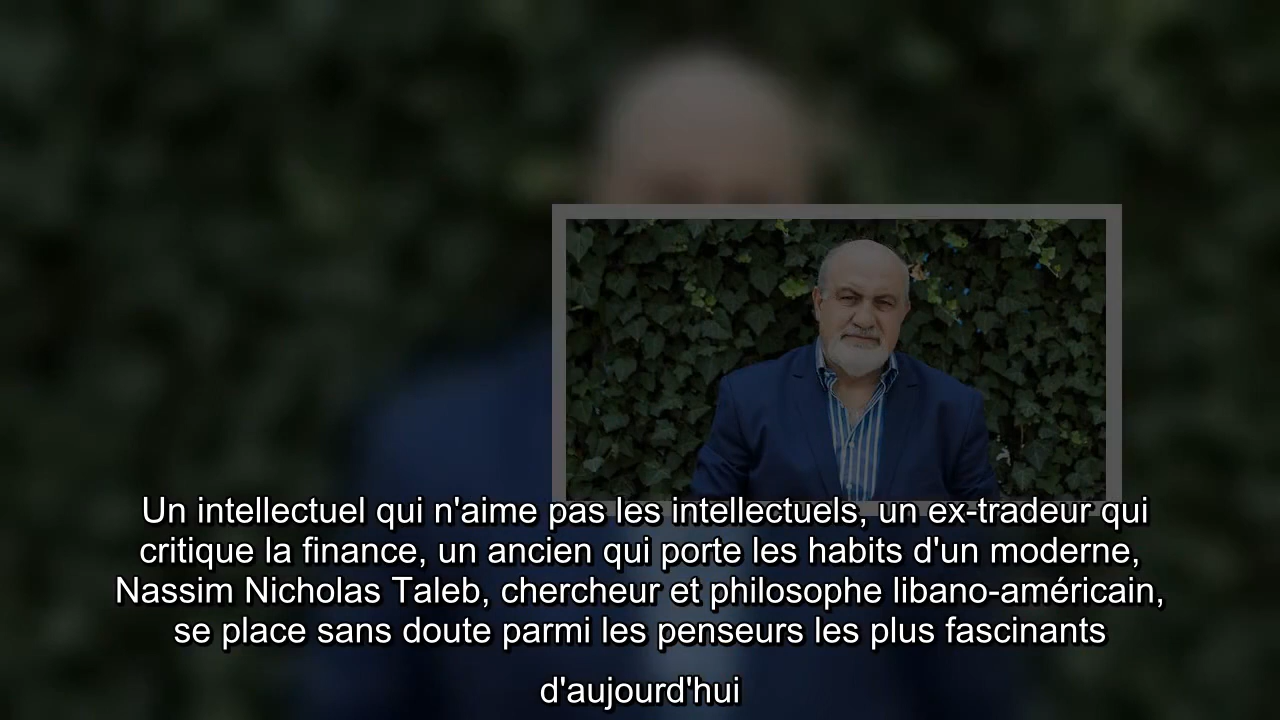 Un intellectuel qui n'aime pas les intellectuels, un ex-tradeur qui
critique la finance, un ancien qui porte les habits d'un moderne,
Nassim Nicholas Taleb, chercheur et philosophe libano-américain,
se place sans doute parmi les penseurs les plus fascinants
d'aujourd'hui